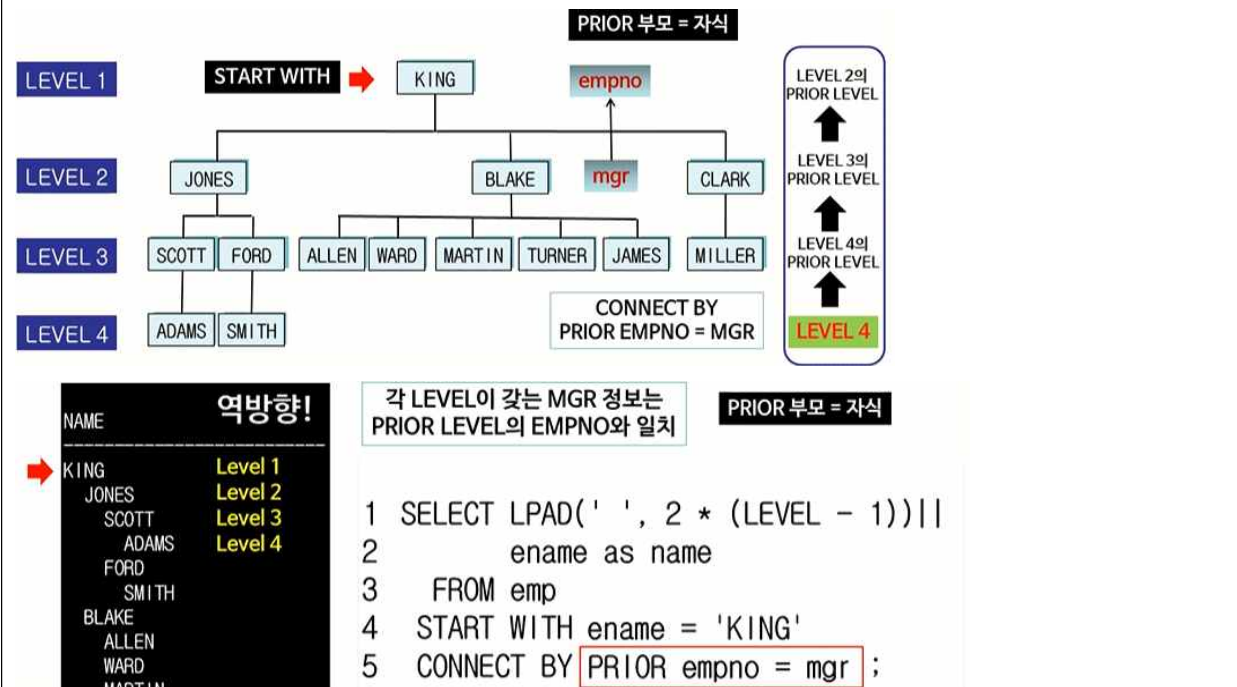 PRIOR 부모 = 자식
LEVEL 1
START WITH
KING
empno
LEVEL 2의
PRIOR LEVEL
LEVEL 2
JONES
BLAKE
mgr
CLARK
LEVEL 3의
PRIOR LEVEL
LEVEL 3
SCOTT
FORD
ALLEN
WARD
MARTIN
TURNER
JAMES
MILLER
LEVEL 4의
PRIOR LEVEL
LEVEL 4
ADAMS
SMITH
CONNECT BY
PRIOR EMPNO = MGR
LEVEL 4
NAME
역방향!
---------------------------
KING Level 1
JONES Level 2
SCOTT Level 3
ADAMS Level 4
FORD
SMITH
BLAKE
ALLEN
WARD
MARTIN
각 LEVEL이 갖는 MGR 정보는
PRIOR LEVEL의 EMPNO와 일치
PRIOR 부모 = 자식
1 SELECT LPAD(' ', 2 * (LEVEL - 1))||
2 ename as name
3 FROM emp
4 START WITH ename = 'KING'
5 CONNECT BY PRIOR empno = mgr ;